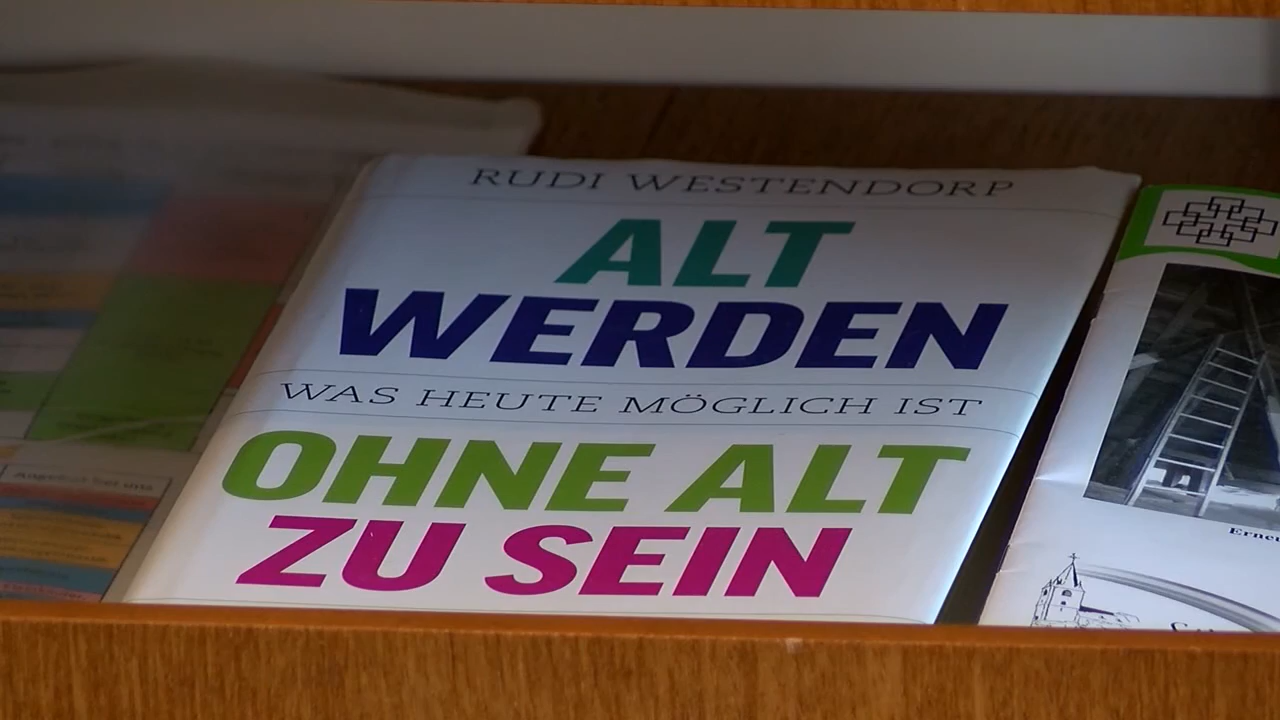 RUDI WESTENDORP
ALT
WERDEN
WAS HEUTE MÖGLICH IST
OHNE ALT
ZU SEIN